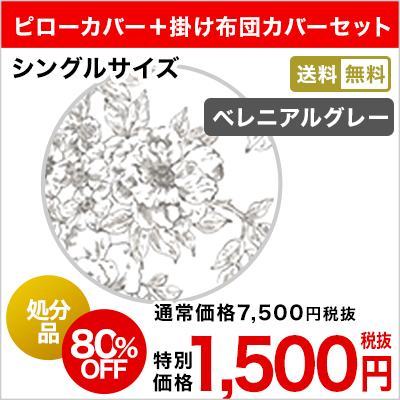 ピローカバー＋掛け布団カバーセット
シングルサイズ
送料 無料
ベレニアルグレー
処分品
80%OFF
通常価格7,500円税抜
特別価格1,500円税抜